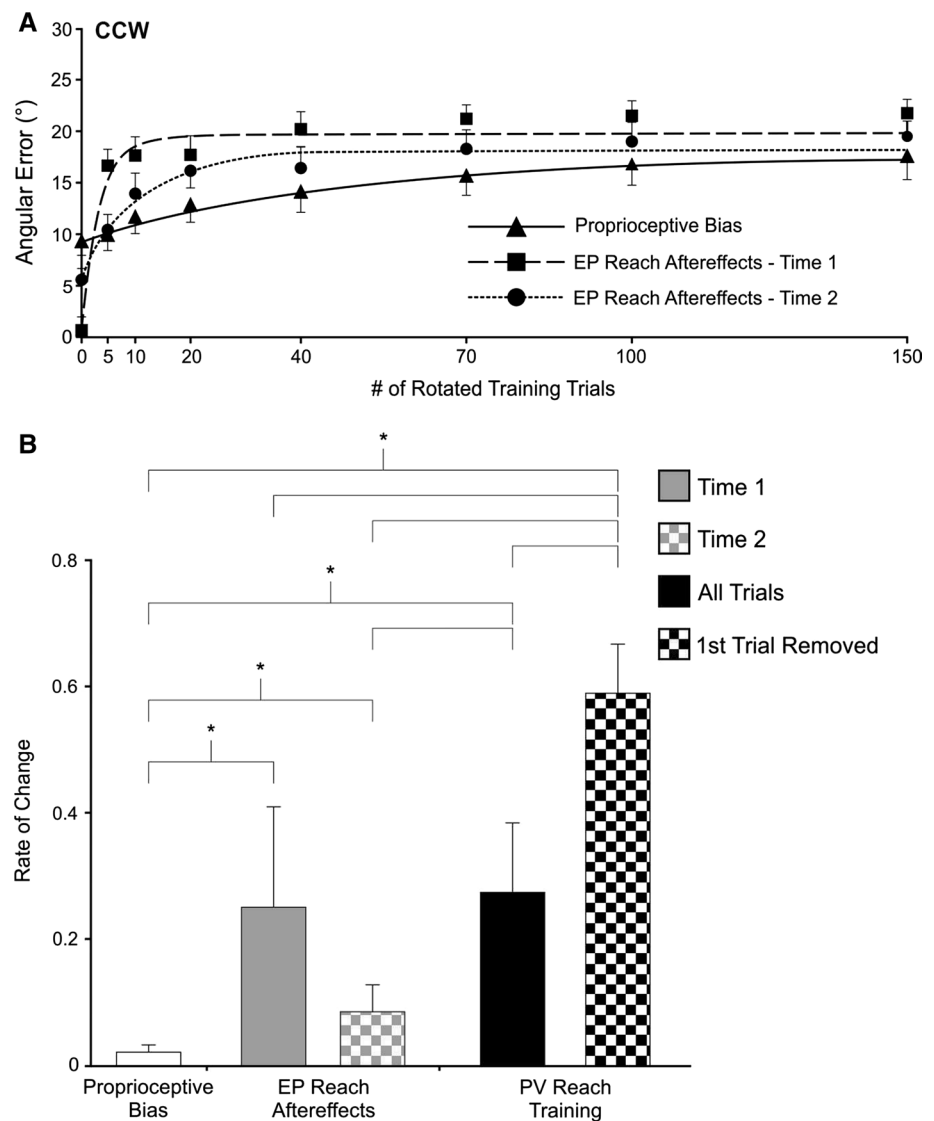 A
CCW
30
25
20
15
10
5
0
Angular Error (°)
Proprioceptive Bias
EP Reach Aftereffects - Time 1
EP Reach Aftereffects - Time 2
0 5 10 20 40 70 100 150
# of Rotated Training Trials
B
*
Time 1
Time 2
All Trials
1st Trial Removed
*
*
*
0.8
0.6
0.4
0.2
0
Rate of Change
Proprioceptive
Bias
EP Reach
Aftereffects
PV Reach
Training